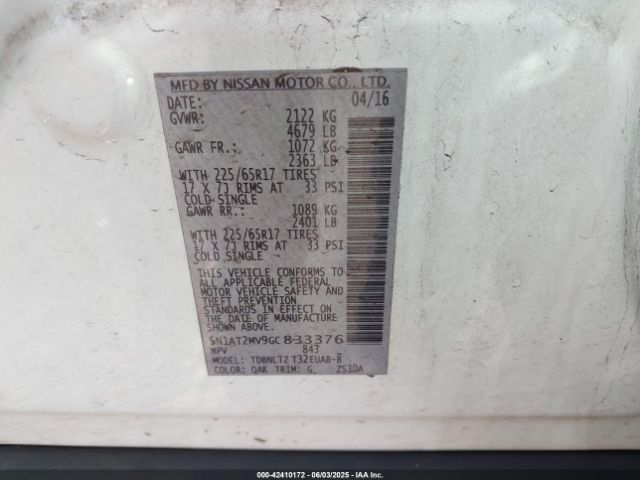 MFD BY NISSAN MOTOR CO., LTD.
DATE: 04/16
GVWR: 2122 KG
4679 LB
GAWR FR.: 1072 KG
2363 LB
WITH 225/65R17 TIRES
17 X 7J RIMS AT 33 PSI
COLD-SINGLE
GAWR RR.: 1089 KG
2401 LB
WITH 225/65R17 TIRES
17 X 7J RIMS AT 33 PSI
COLD SINGLE
THIS VEHICLE CONFORMS TO
ALL APPLICABLE FEDERAL
MOTOR VEHICLE SAFETY AND
THEFT PREVENTION
STANDARDS IN EFFECT ON
THE DATE OF MANUFACTURE
SHOWN ABOVE.
5N1AT2MV9GC833376
MPV 843
MODEL: TDBNLT2 T32EUAB-B
COLOR: QAK TRIM: G ZS3DA
000-42410172 - 06/03/2025 - IAA Inc.